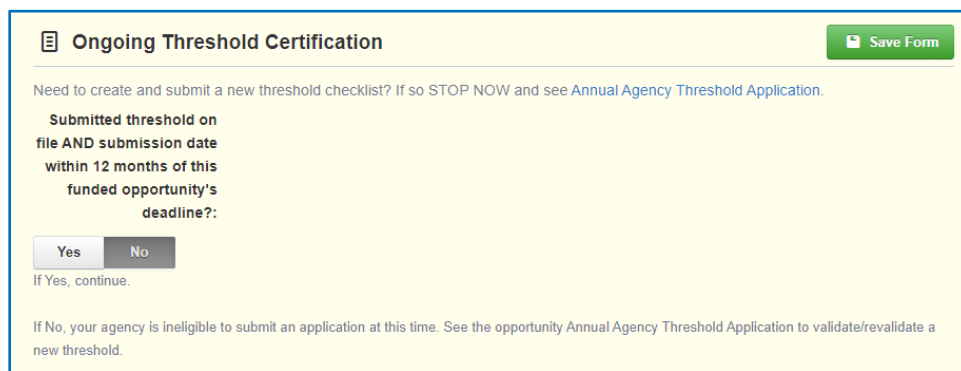 Ongoing Threshold Certification
Save Form
Need to create and submit a new threshold checklist? If so STOP NOW and see Annual Agency Threshold Application.
Submitted threshold on
file AND submission date
within 12 months of this
funded opportunity's
deadline?:
Yes No
If Yes, continue.
If No, your agency is ineligible to submit an application at this time. See the opportunity Annual Agency Threshold Application to validate/revalidate a
new threshold.